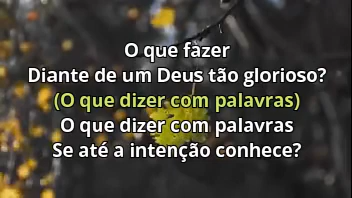 O que fazer
Diante de um Deus tão glorioso?
(O que dizer com palavras)
O que dizer com palavras
Se até a intenção conhece?